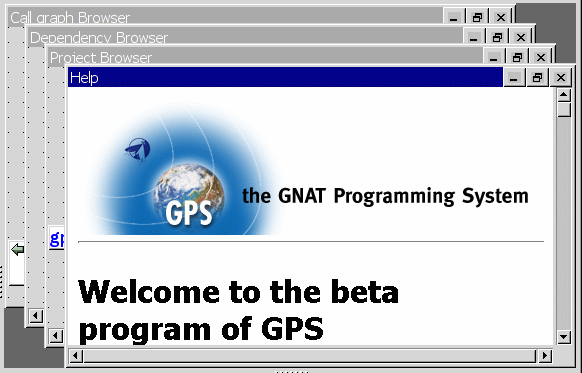 Call graph Browser
Dependency Browser
Project Browser
Help
GPS
the GNAT Programming System
gp
Welcome to the beta
program of GPS